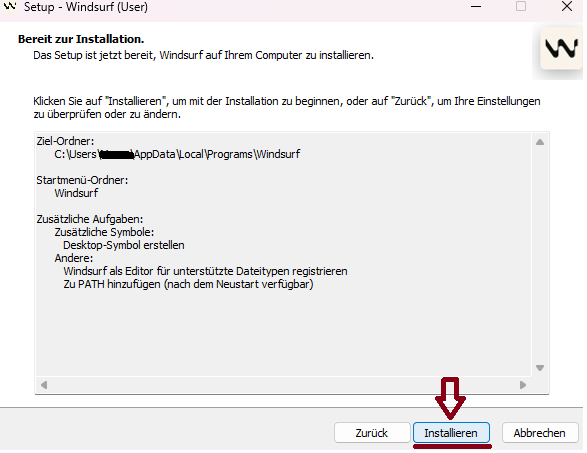 Setup - Windsurf (User)
Bereit zur Installation.
Das Setup ist jetzt bereit, Windsurf auf Ihrem Computer zu installieren.
Klicken Sie auf "Installieren", um mit der Installation zu beginnen, oder auf "Zurück", um Ihre Einstellungen
zu überprüfen oder zu ändern.
Ziel-Ordner:
C:\Users\ \AppData\Local\Programs\Windsurf
Startmenü-Ordner:
Windsurf
Zusätzliche Aufgaben:
Zusätzliche Symbole:
Desktop-Symbol erstellen
Andere:
Windsurf als Editor für unterstützte Dateitypen registrieren
Zu PATH hinzufügen (nach dem Neustart verfügbar)
Zurück
Installieren
Abbrechen